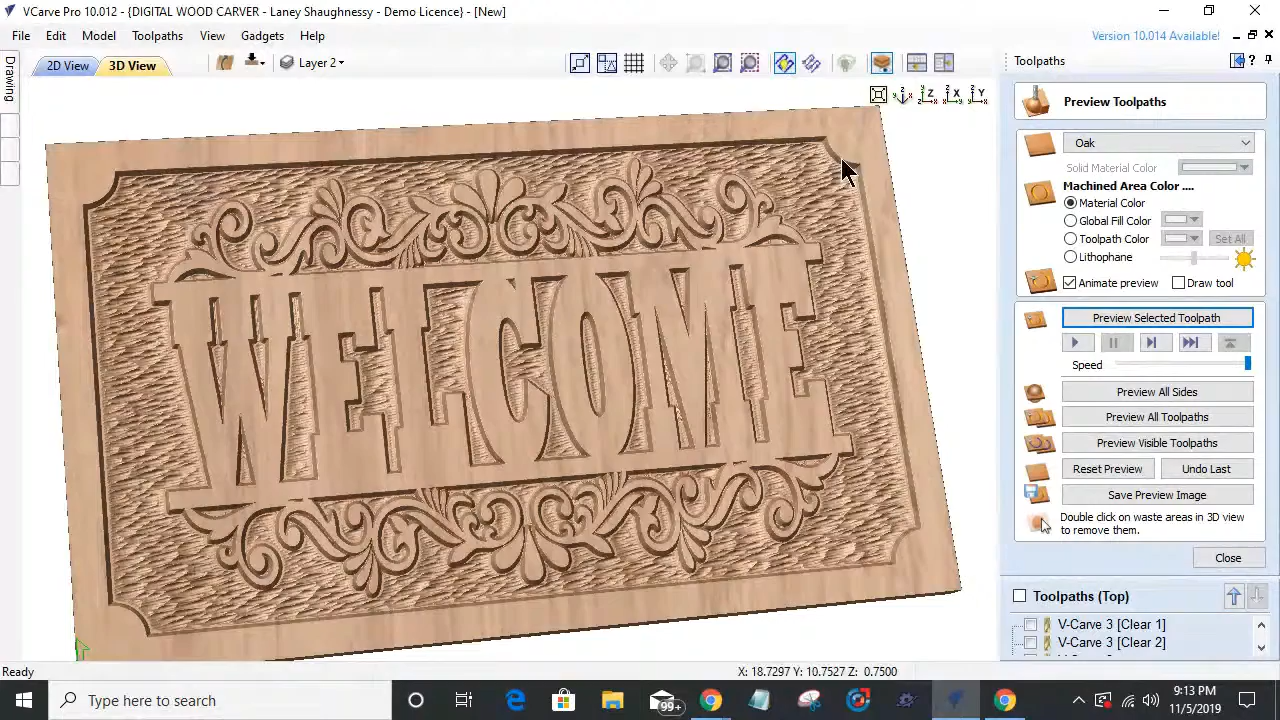 VCarve Pro 10.012 - {DIGITAL WOOD CARVER - Laney Shaughnessy - Demo Licence} - [New]
File Edit Model Toolpaths View Gadgets Help
Version 10.014 Available!
Drawing
2D View
3D View
Layer 2
Toolpaths
Z X Y
Preview Toolpaths
Oak
Solid Material Color
Machined Area Color ....
Material Color
Global Fill Color
Toolpath Color
Set All
Lithophane
Animate preview
Draw tool
Preview Selected Toolpath
Speed
Preview All Sides
Preview All Toolpaths
Preview Visible Toolpaths
Reset Preview
Undo Last
Save Preview Image
Double click on waste areas in 3D view
to remove them.
Close
Toolpaths (Top)
V-Carve 3 [Clear 1]
V-Carve 3 [Clear 2]
WELCOME
Ready
X: 18.7297 Y: 10.7527 Z: 0.7500
Type here to search
99+
9:13 PM
11/5/2019